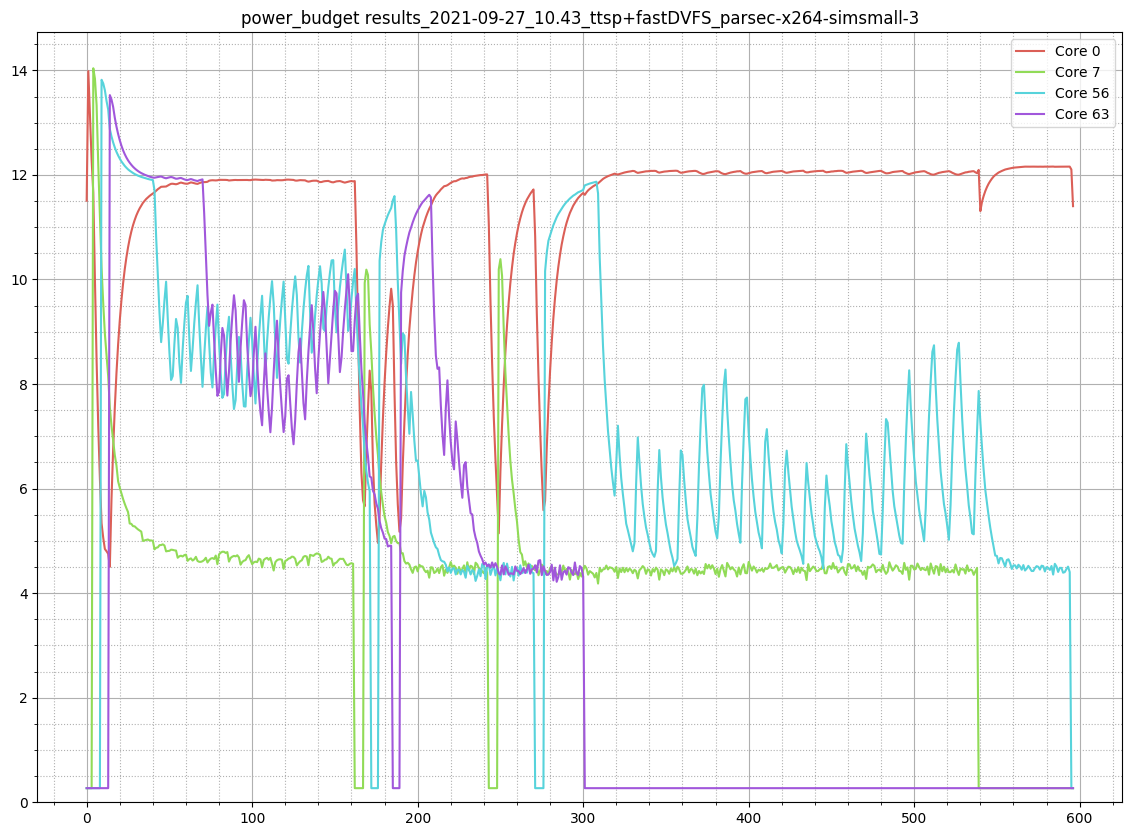 power_budget results_2021-09-27_10.43_ttsp+fastDVFS_parsec-x264-simsmall-3
Core 0
Core 7
Core 56
Core 63
14
12
10
8
6
4
2
0
0 100 200 300 400 500 600